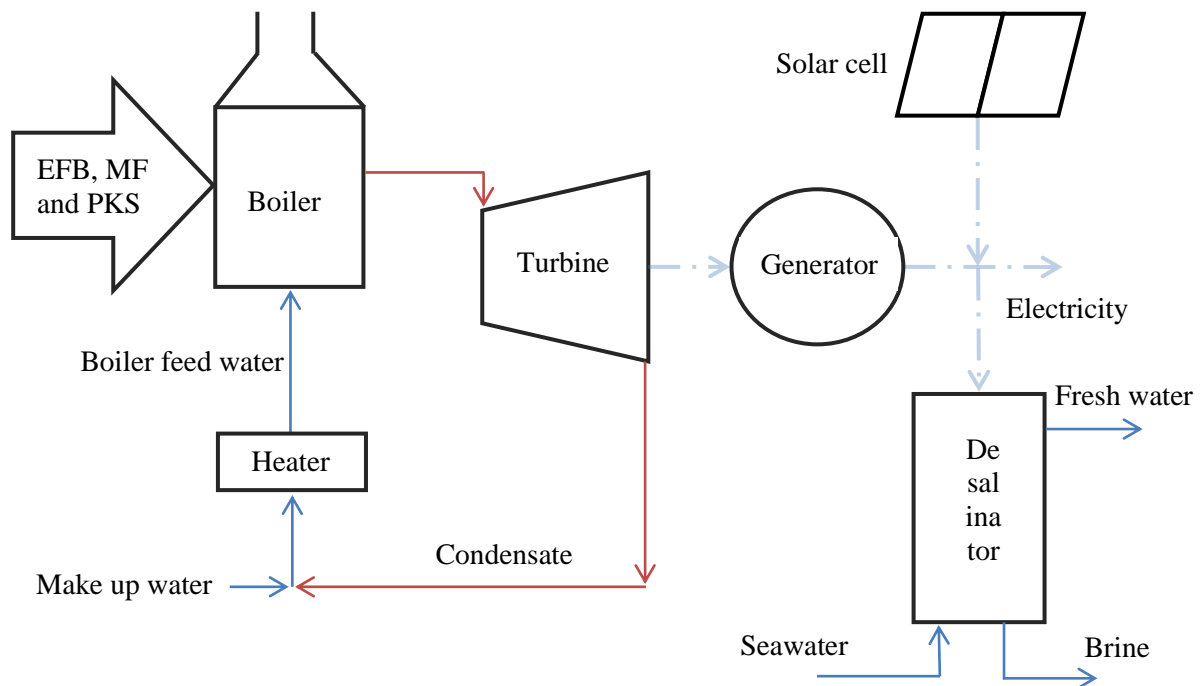 Solar cell
EFB, MF
and PKS
Boiler
Turbine
Generator
Electricity
Boiler feed water
Fresh water
Heater
De
sal
ina
tor
Condensate
Make up water
Seawater
Brine